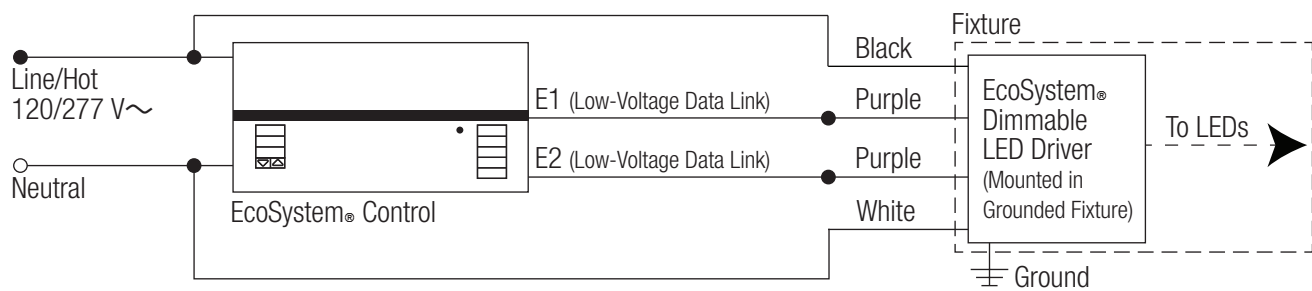 Fixture
Line/Hot
120/277 V～
Neutral
EcoSystem® Control
E1 (Low-Voltage Data Link)
E2 (Low-Voltage Data Link)
Black
Purple
Purple
White
EcoSystem®
Dimmable
LED Driver
(Mounted in
Grounded Fixture)
To LEDs
Ground